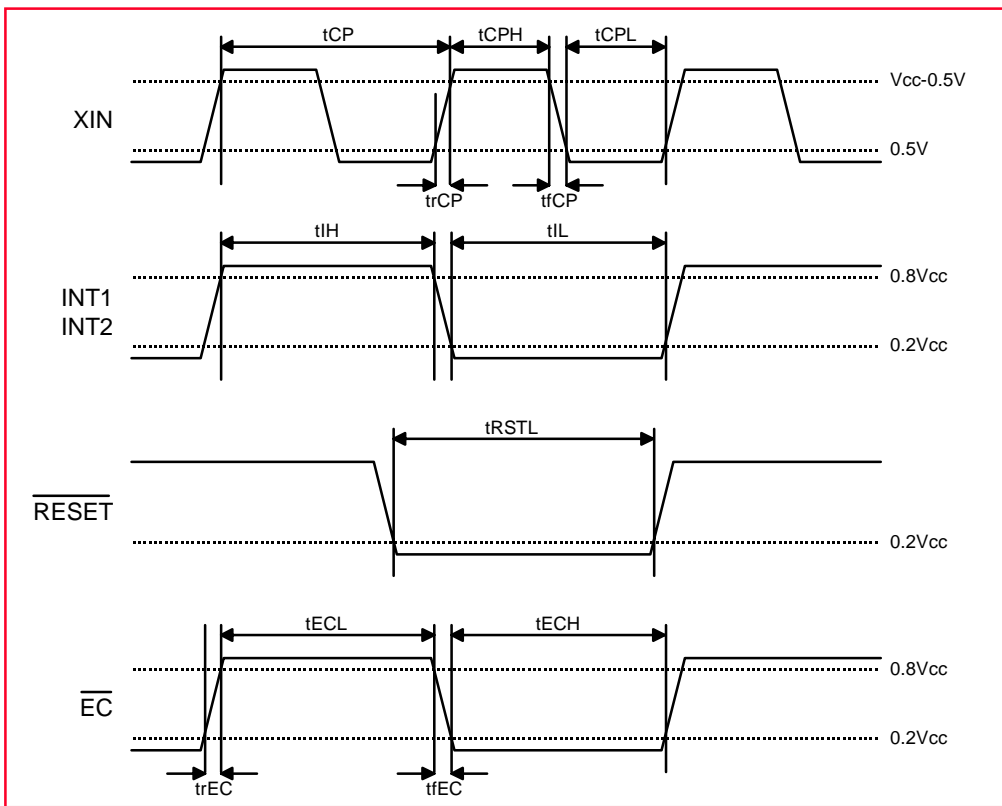 tCP tCPH tCPL
Vcc-0.5V
XIN
0.5V
trCP tfCP
tIH tIL
0.8Vcc
INT1
INT2
0.2Vcc
tRSTL
RESET
0.2Vcc
tECL tECH
0.8Vcc
EC
0.2Vcc
trEC tfEC